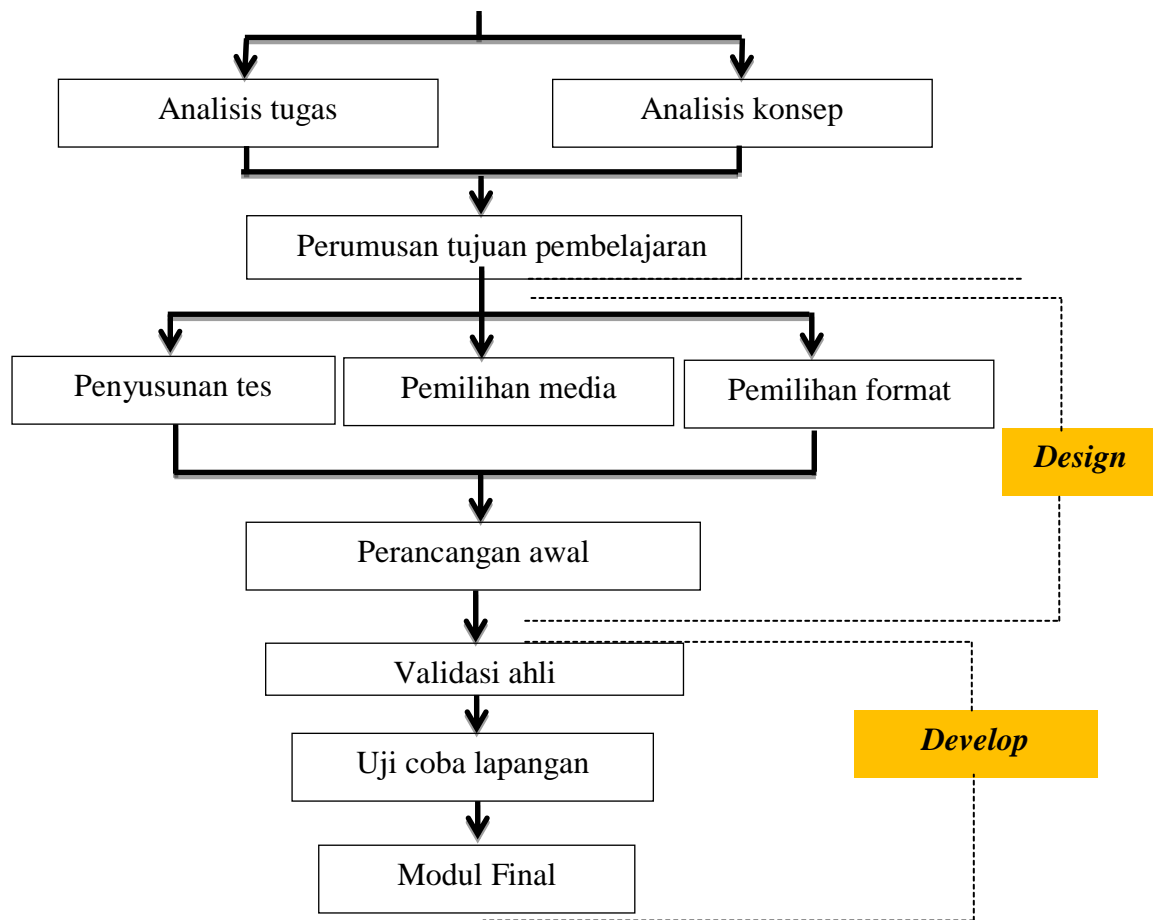 Analisis tugas
Analisis konsep
Perumusan tujuan pembelajaran
Penyusunan tes
Pemilihan media
Pemilihan format
Design
Perancangan awal
Validasi ahli
Develop
Uji coba lapangan
Modul Final